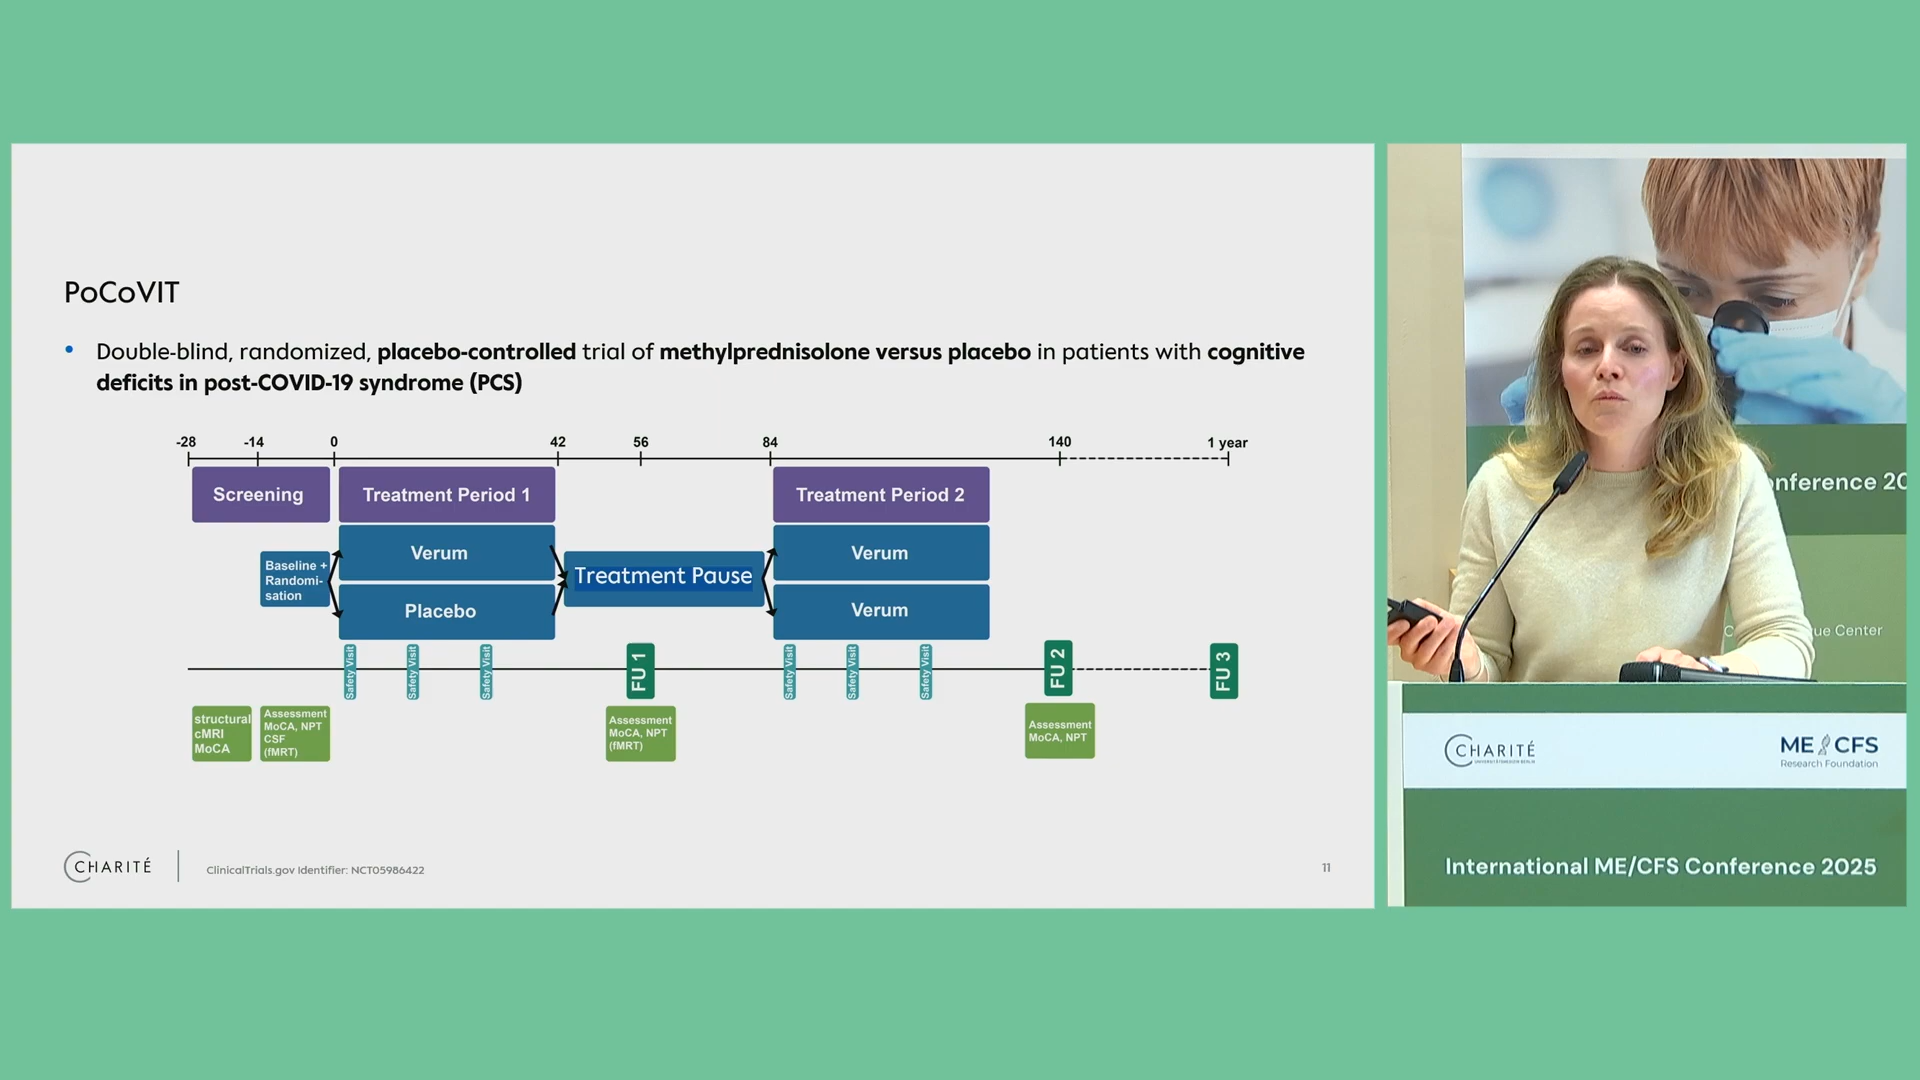 PoCoVIT
• Double-blind, randomized, placebo-controlled trial of methylprednisolone versus placebo in patients with cognitive
deficits in post-COVID-19 syndrome (PCS)
-28 -14 0 42 56 84 140 1 year
Screening
Treatment Period 1
Treatment Period 2
Baseline +
Randomi-
sation
Verum
Placebo
Treatment Pause
Verum
Verum
Safety Visit
Safety Visit
Safety Visit
FU 1
Safety Visit
Safety Visit
Safety Visit
FU 2
FU 3
structural
cMRI
MoCA
Assessment
MoCA, NPT
CSF
(fMRT)
Assessment
MoCA, NPT
(fMRT)
Assessment
MoCA, NPT
CHARITÉ
ClinicalTrials.gov Identifier: NCT05986422
11
onference 20
ue Center
CHARITÉ
ME CFS
Research Foundation
International ME/CFS Conference 2025